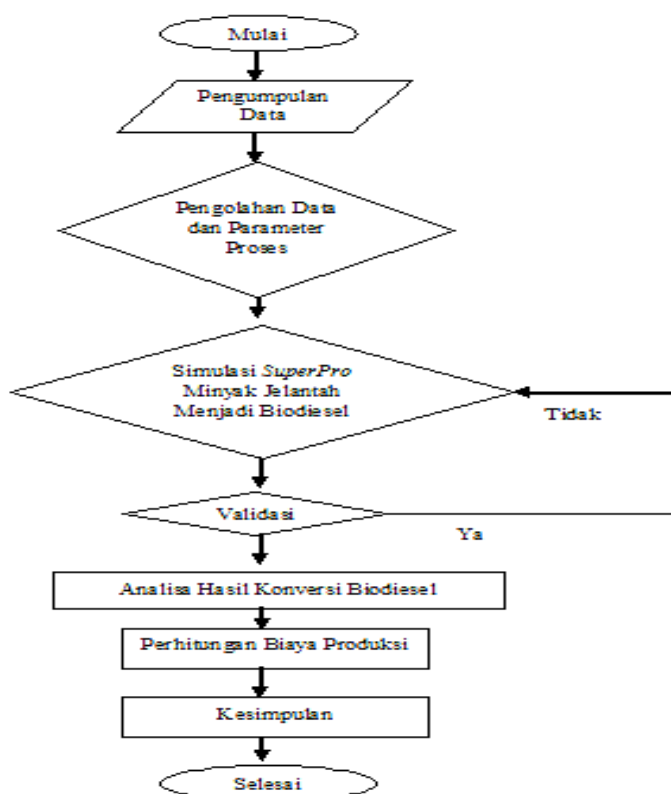 Mulai
Pengumpulan
Data
Pengolahan Data
dan Parameter
Proses
Simulasi SuperPro
Minyak Jelantah
Menjadi Biodiesel
Tidak
Validasi
Ya
Analisa Hasil Konversi Biodiesel
Perhitungan Biaya Produksi
Kesimpulan
Selesai